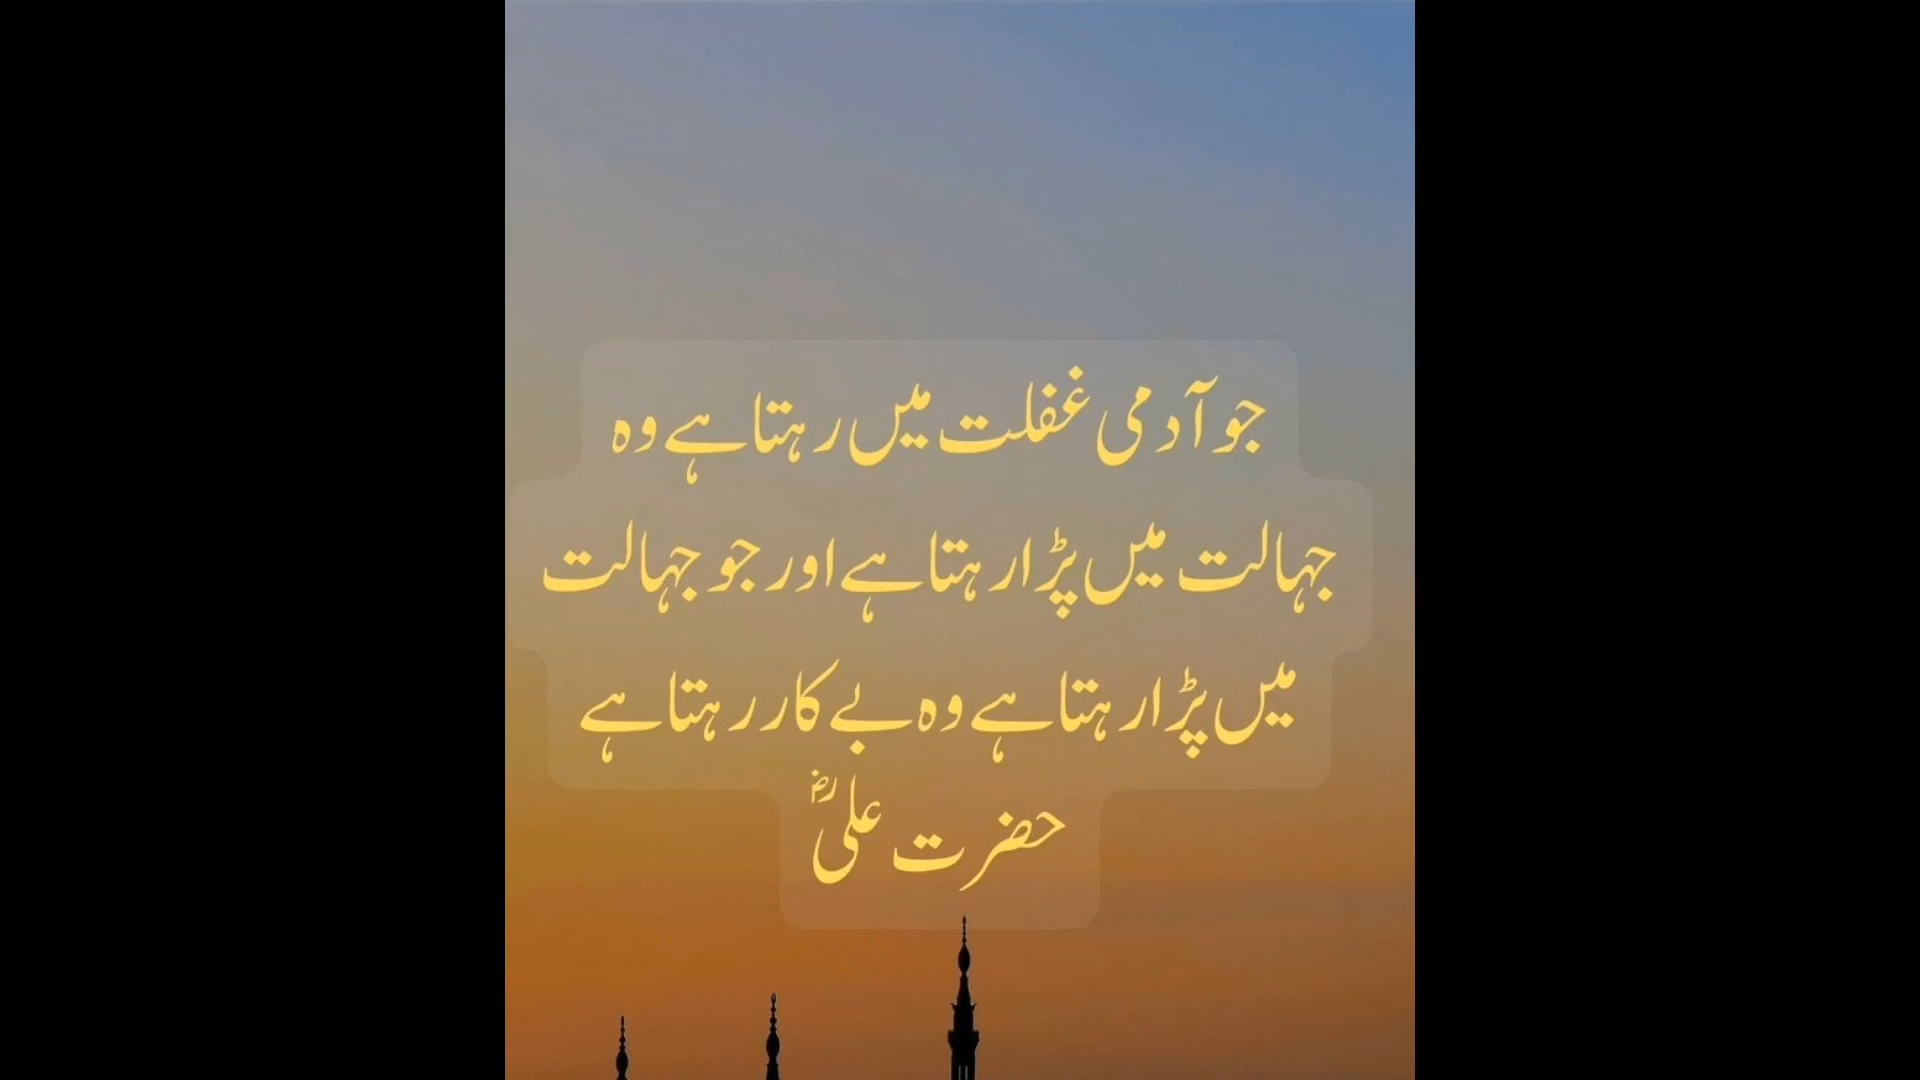 جو آدمی غفلت میں رہتا ہے وہ
جہالت میں پڑا رہتا ہے اور جو جہالت
میں پڑا رہتا ہے وہ بے کار رہتا ہے
حضرت علیؓ